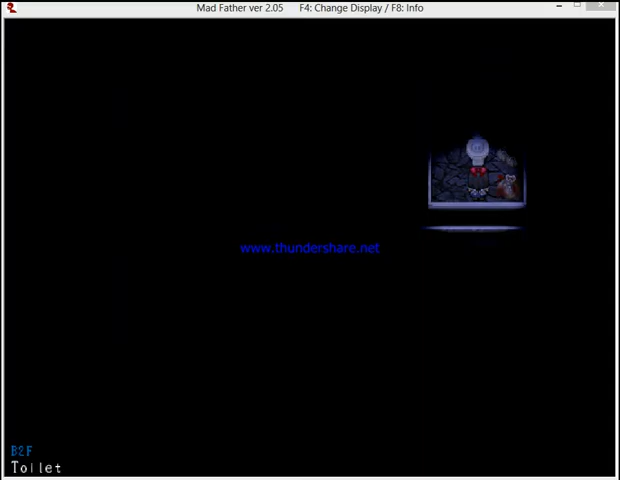 Mad Father ver 2.05 F4: Change Display / F8: Info
www.thundershare.net
B2F
Toilet